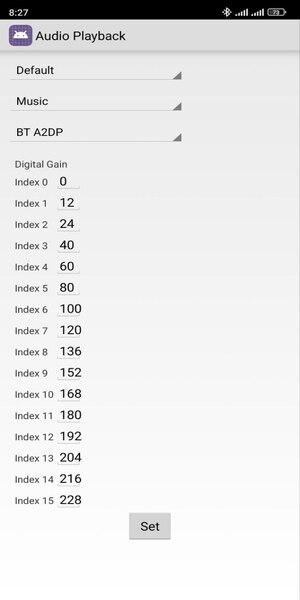 8:27
73
Audio Playback
Default
Music
BT A2DP
Digital Gain
Index 0 0
Index 1 12
Index 2 24
Index 3 40
Index 4 60
Index 5 80
Index 6 100
Index 7 120
Index 8 136
Index 9 152
Index 10 168
Index 11 180
Index 12 192
Index 13 204
Index 14 216
Index 15 228
Set